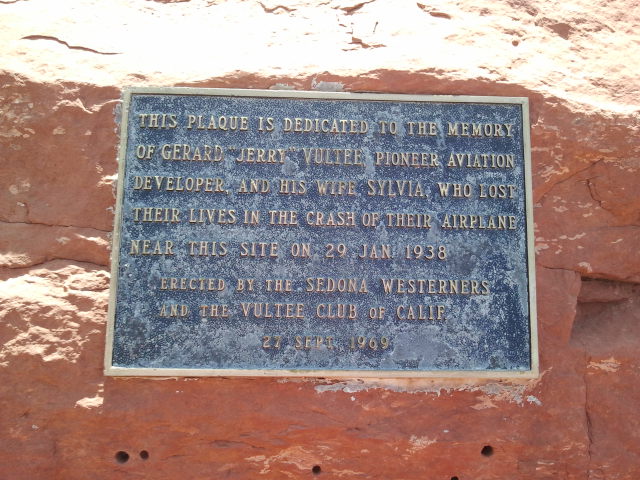 THIS PLAQUE IS DEDICATED TO THE MEMORY
OF GERARD "JERRY" VULTEE, PIONEER AVIATION
DEVELOPER, AND HIS WIFE SYLVIA, WHO LOST
THEIR LIVES IN THE CRASH OF THEIR AIRPLANE
NEAR THIS SITE ON 29 JAN. 1938
ERECTED BY THE SEDONA WESTERNERS
AND THE VULTEE CLUB OF CALIF.
27 SEPT. 1969